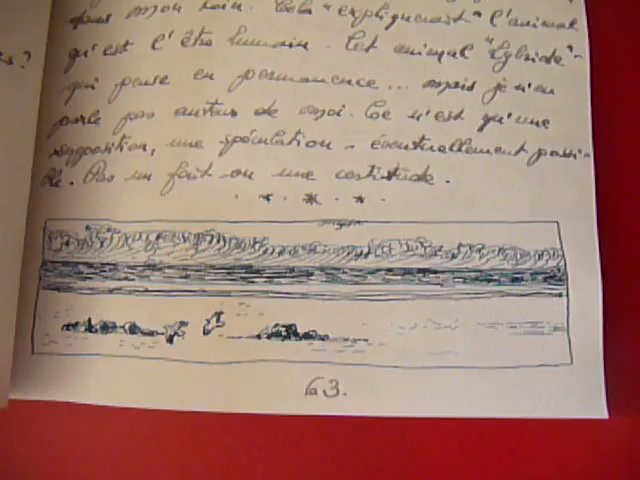 dans mon coin. Cela "expliquerait" l'animal
qu'est l'être humain. Cet animal "hybride" -
qui pense en permanence... mais je n'en
parle pas autour de moi. Ce n'est qu'une
supposition, une spéculation - éventuellement possi-
ble. Pas un fait ou une certitude.
63.